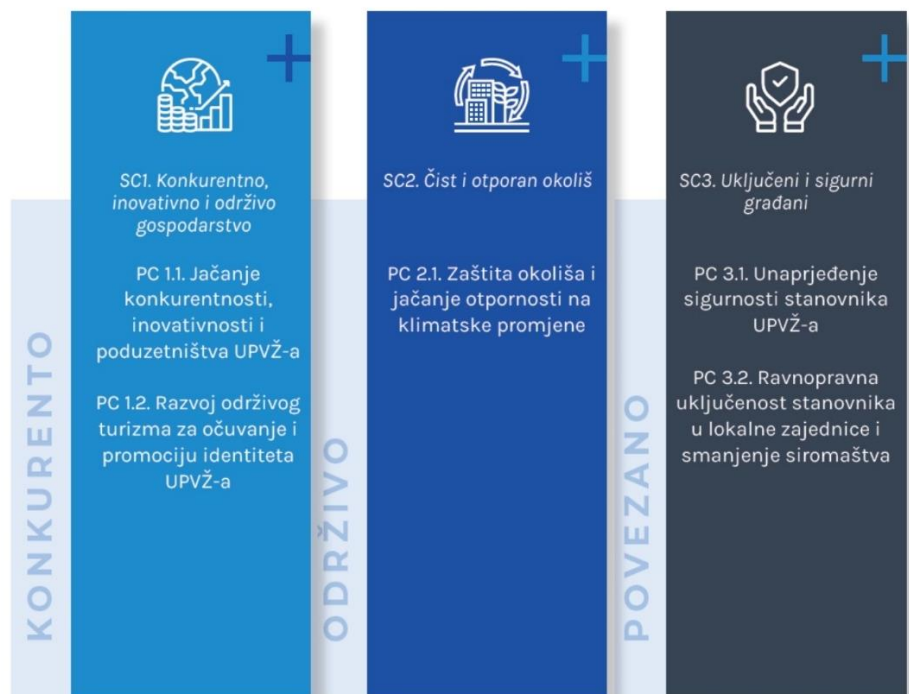 KONKURENTO
SC1. Konkurentno,
inovativno i održivo
gospodarstvo
PC 1.1. Jačanje
konkurentnosti,
inovativnosti i
poduzetništva UPVŽ-a
PC 1.2. Razvoj održivog
turizma za očuvanje i
promociju identiteta
UPVŽ-a
ODRŽIVO
SC2. Čist i otporan okoliš
PC 2.1. Zaštita okoliša i
jačanje otpornosti na
klimatske promjene
POVEZANO
SC3. Uključeni i sigurni
građani
PC 3.1. Unaprjeđenje
sigurnosti stanovnika
UPVŽ-a
PC 3.2. Ravnopravna
uključenost stanovnika
u lokalne zajednice i
smanjenje siromaštva